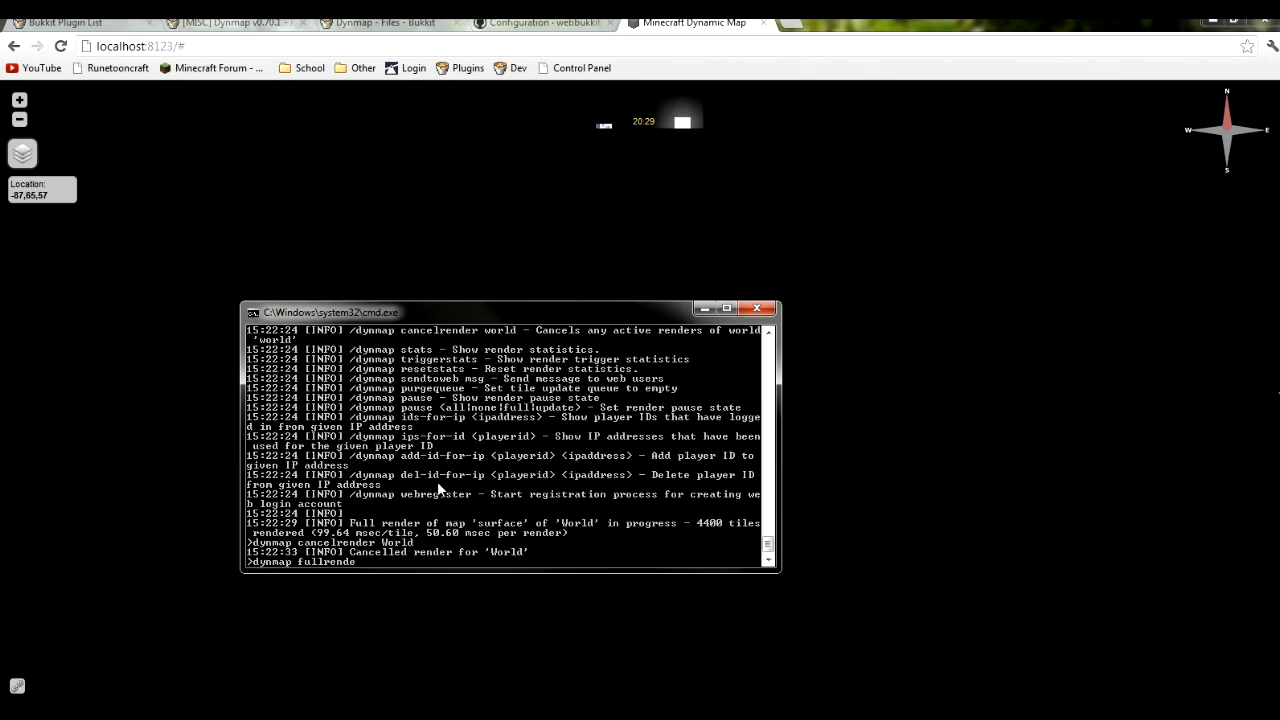 Bukkit Plugin List
[MISC] Dynmap v0.70.1 -
Dynmap - Files - Bukkit
Configuration · webbukkit
Minecraft Dynamic Map
localhost:8123/#
YouTube
Runetooncraft
Minecraft Forum - ...
School
Other
Login
Plugins
Dev
Control Panel
+
−
20:29
N
W
E
S
Location:
-87,65,57
C:\Windows\system32\cmd.exe
15:22:24 [INFO] /dynmap cancelrender world - Cancels any active renders of world
 'world'
15:22:24 [INFO] /dynmap stats - Show render statistics.
15:22:24 [INFO] /dynmap triggerstats - Show render trigger statistics
15:22:24 [INFO] /dynmap resetstats - Reset render statistics.
15:22:24 [INFO] /dynmap sendtoweb msg - Send message to web users
15:22:24 [INFO] /dynmap purgequeue - Set tile update queue to empty
15:22:24 [INFO] /dynmap pause - Show render pause state
15:22:24 [INFO] /dynmap pause <all|none|full|update> - Set render pause state
15:22:24 [INFO] /dynmap ids-for-ip <ipaddress> - Show player IDs that have logge
d in from given IP address
15:22:24 [INFO] /dynmap ips-for-id <playerid> - Show IP addresses that have been
 used for the given player ID
15:22:24 [INFO] /dynmap add-id-for-ip <playerid> <ipaddress> - Add player ID to
given IP address
15:22:24 [INFO] /dynmap del-id-for-ip <playerid> <ipaddress> - Delete player ID
from given IP address
15:22:24 [INFO] /dynmap webregister - Start registration process for creating we
b login account
15:22:24 [INFO]
15:22:29 [INFO] Full render of map 'surface' of 'World' in progress - 4400 tiles
 rendered (99.64 msec/tile, 50.60 msec per render)
>dynmap cancelrender World
15:22:33 [INFO] Cancelled render for 'World'
>dynmap fullrende